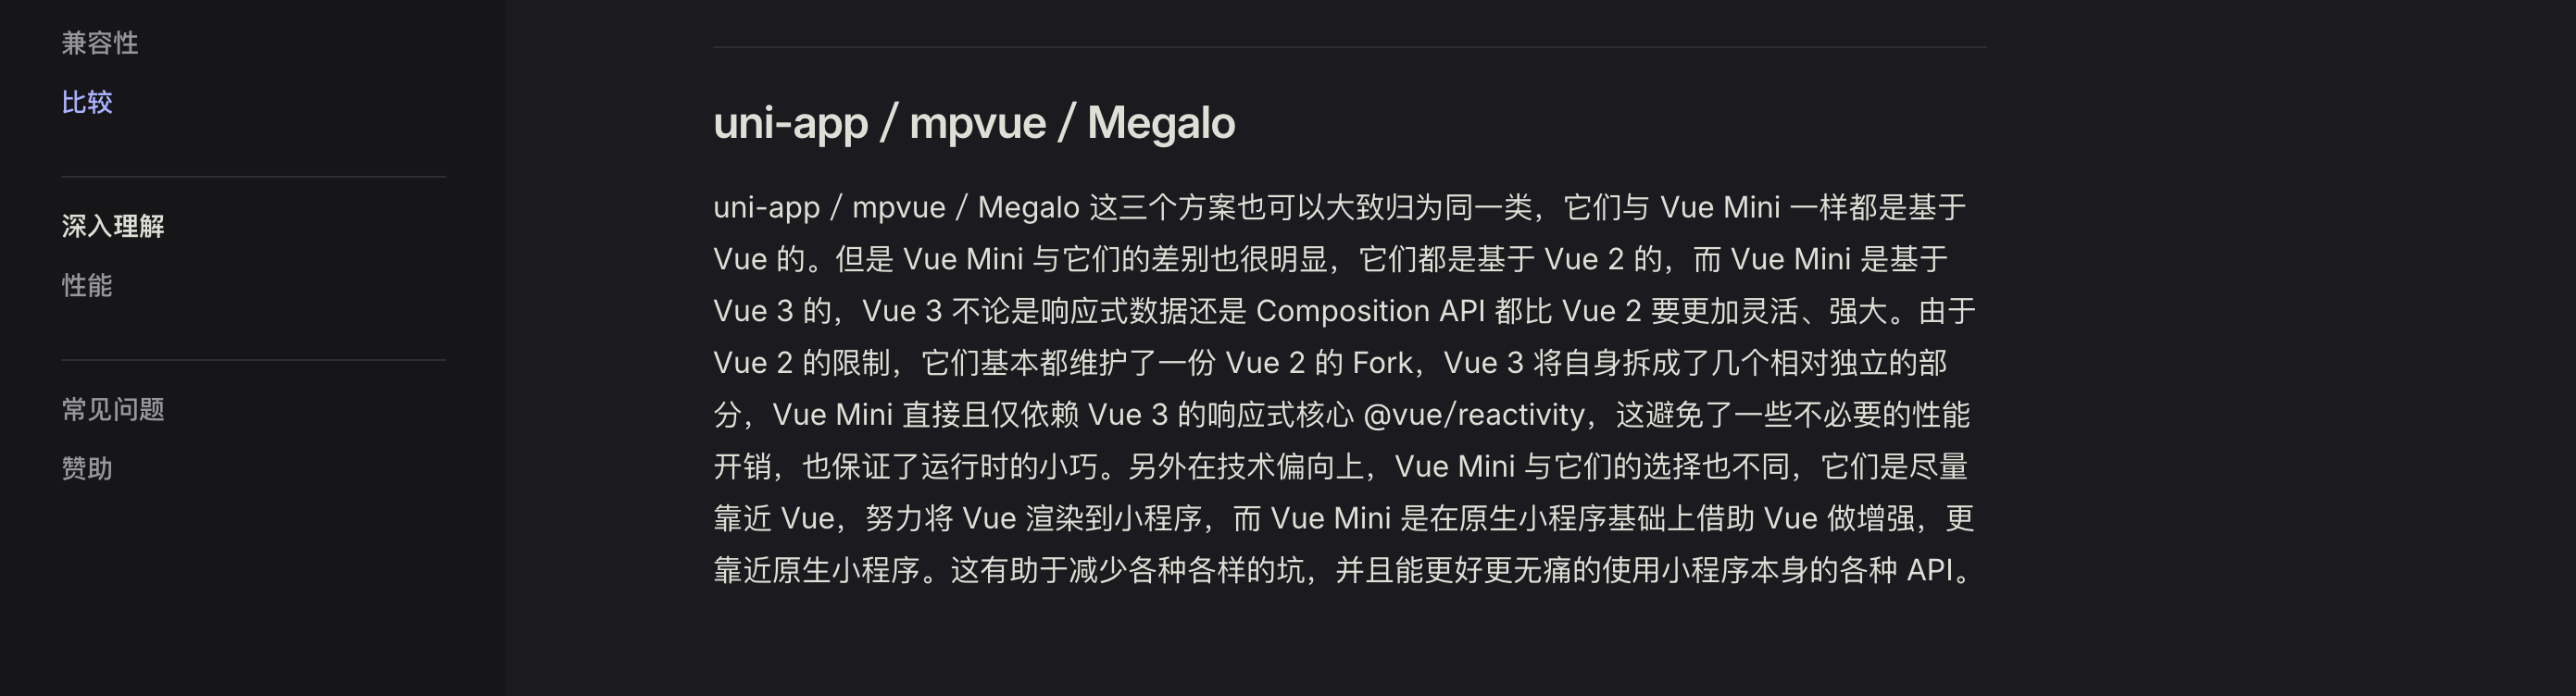 兼容性
比较
深入理解
性能
常见问题
赞助
uni-app / mpvue / Megalo
uni-app / mpvue / Megalo 这三个方案也可以大致归为同一类，它们与 Vue Mini 一样都是基于
Vue 的。但是 Vue Mini 与它们的差别也很明显，它们都是基于 Vue 2 的，而 Vue Mini 是基于
Vue 3 的，Vue 3 不论是响应式数据还是 Composition API 都比 Vue 2 要更加灵活、强大。由于
Vue 2 的限制，它们基本都维护了一份 Vue 2 的 Fork，Vue 3 将自身拆成了几个相对独立的部
分，Vue Mini 直接且仅依赖 Vue 3 的响应式核心 @vue/reactivity，这避免了一些不必要的性能
开销，也保证了运行时的小巧。另外在技术偏向上，Vue Mini 与它们的选择也不同，它们是尽量
靠近 Vue，努力将 Vue 渲染到小程序，而 Vue Mini 是在原生小程序基础上借助 Vue 做增强，更
靠近原生小程序。这有助于减少各种各样的坑，并且能更好更无痛的使用小程序本身的各种 API。